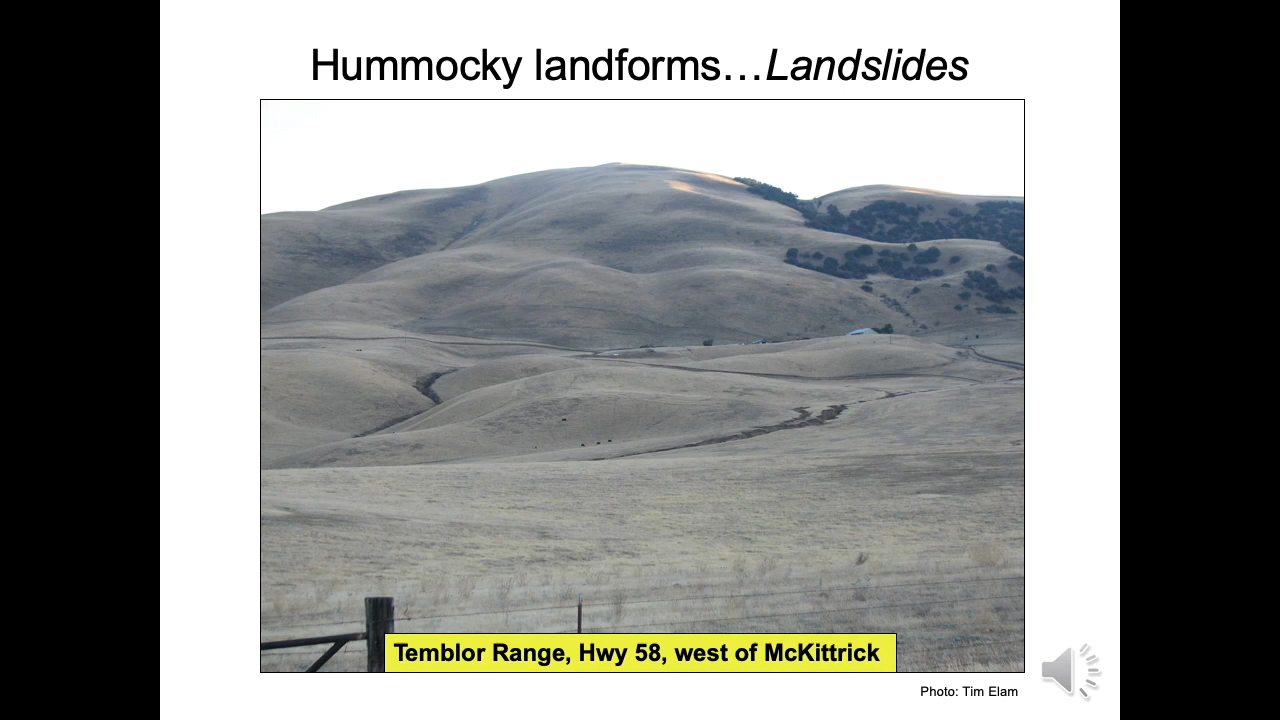 Hummocky landforms…Landslides
Temblor Range, Hwy 58, west of McKittrick
Photo: Tim Elam